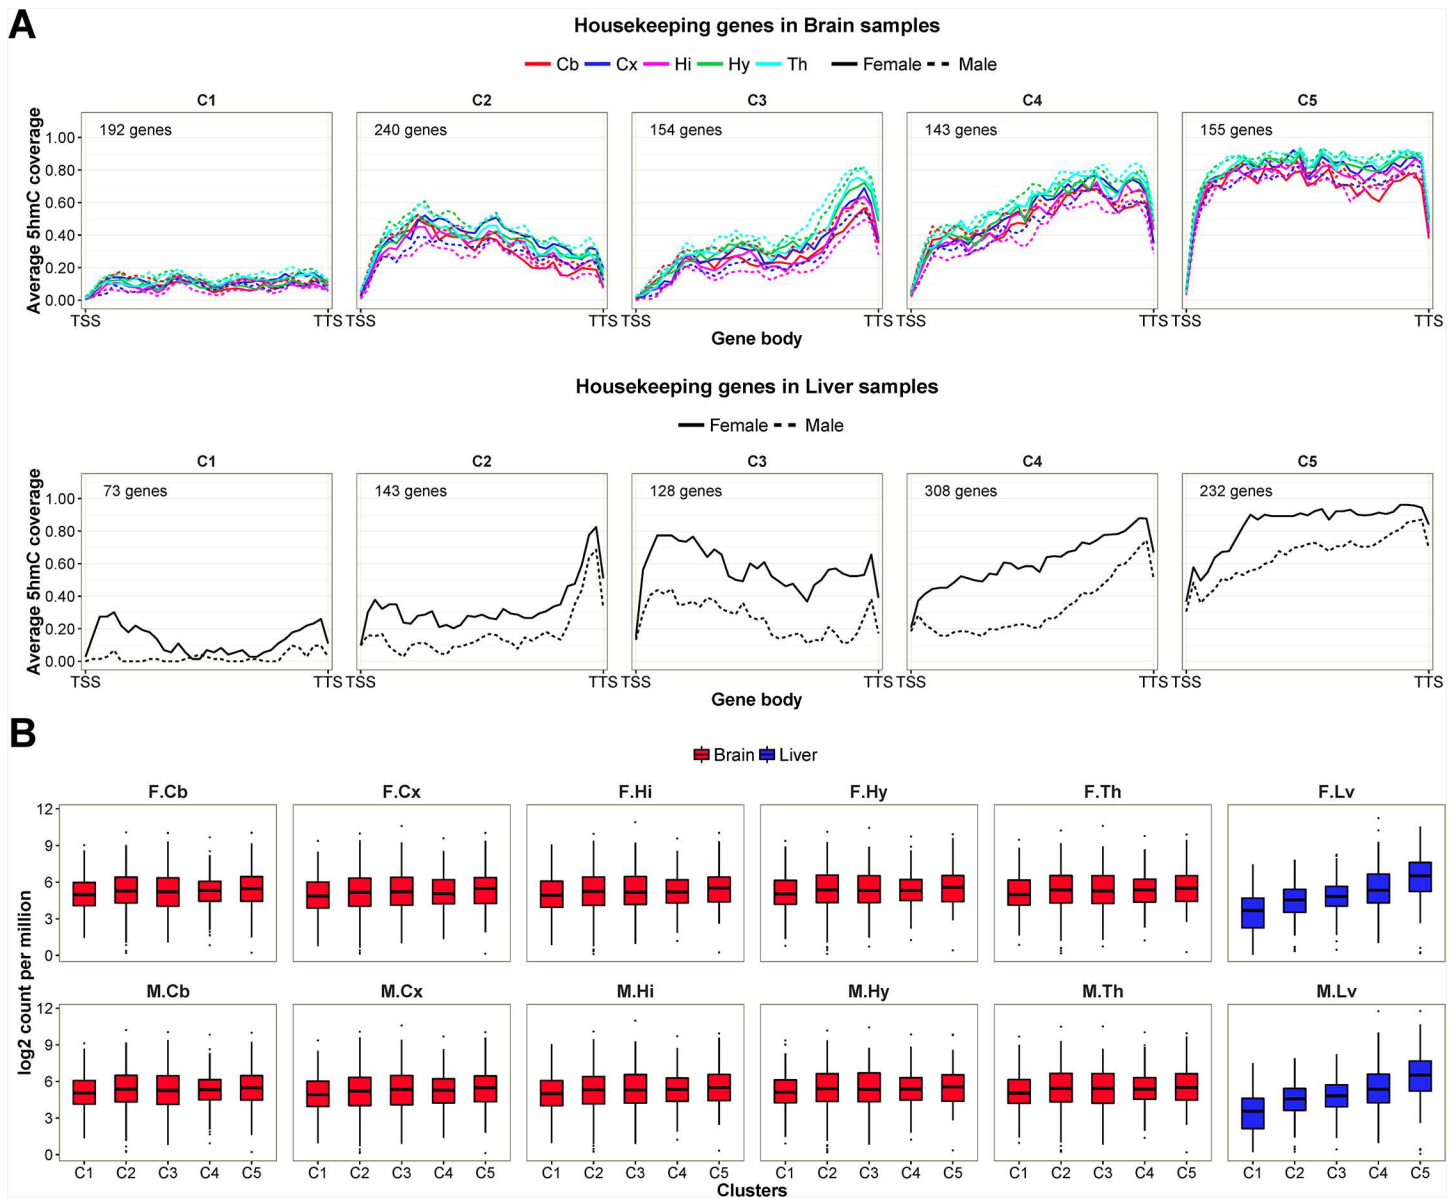 A
Housekeeping genes in Brain samples
Cb Cx Hi Hy Th Female Male
C1 C2 C3 C4 C5
192 genes 240 genes 154 genes 143 genes 155 genes
Average 5hmC coverage
1.00
0.80
0.60
0.40
0.20
0.00
TSS TTS TSS TTS TSS TTS TSS TTS TSS TTS
Gene body
Housekeeping genes in Liver samples
Female Male
C1 C2 C3 C4 C5
73 genes 143 genes 128 genes 308 genes 232 genes
Average 5hmC coverage
1.00
0.80
0.60
0.40
0.20
0.00
TSS TTS TSS TTS TSS TTS TSS TTS TSS TTS
Gene body
B
Brain Liver
F.Cb F.Cx F.Hi F.Hy F.Th F.Lv
12
9
6
3
0
log2 count per million
M.Cb M.Cx M.Hi M.Hy M.Th M.Lv
12
9
6
3
0
C1 C2 C3 C4 C5 C1 C2 C3 C4 C5 C1 C2 C3 C4 C5 C1 C2 C3 C4 C5 C1 C2 C3 C4 C5 C1 C2 C3 C4 C5
Clusters